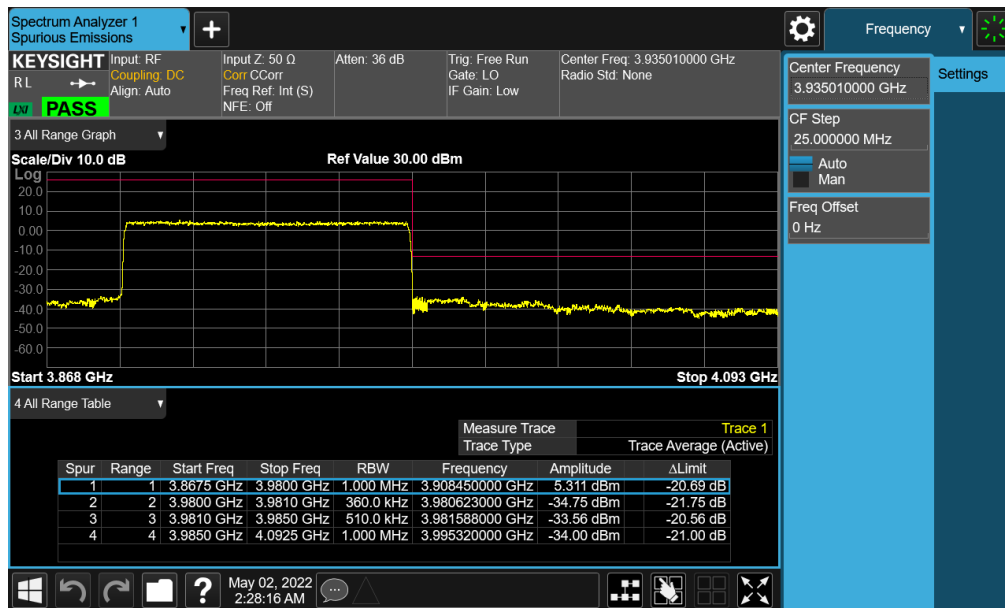 Spectrum Analyzer 1
Spurious Emissions
+
Frequency
KEYSIGHT
R L
LXI PASS
Input: RF
Coupling: DC
Align: Auto
Input Z: 50 Ω
Corr CCorr
Freq Ref: Int (S)
NFE: Off
Atten: 36 dB
Trig: Free Run
Gate: LO
IF Gain: Low
Center Freq: 3.935010000 GHz
Radio Std: None
Center Frequency
3.935010000 GHz
Settings
CF Step
25.000000 MHz
Auto
Man
Freq Offset
0 Hz
3 All Range Graph
Scale/Div 10.0 dB Ref Value 30.00 dBm
Log
20.0
10.0
0.00
-10.0
-20.0
-30.0
-40.0
-50.0
-60.0
Start 3.868 GHz Stop 4.093 GHz
4 All Range Table
Measure Trace Trace 1
Trace Type Trace Average (Active)
Spur Range Start Freq Stop Freq RBW Frequency Amplitude ΔLimit
1 1 3.8675 GHz 3.9800 GHz 1.000 MHz 3.908450000 GHz 5.311 dBm -20.69 dB
2 2 3.9800 GHz 3.9810 GHz 360.0 kHz 3.980623000 GHz -34.75 dBm -21.75 dB
3 3 3.9810 GHz 3.9850 GHz 510.0 kHz 3.981588000 GHz -33.56 dBm -20.56 dB
4 4 3.9850 GHz 4.0925 GHz 1.000 MHz 3.995320000 GHz -34.00 dBm -21.00 dB
? May 02, 2022
2:28:16 AM